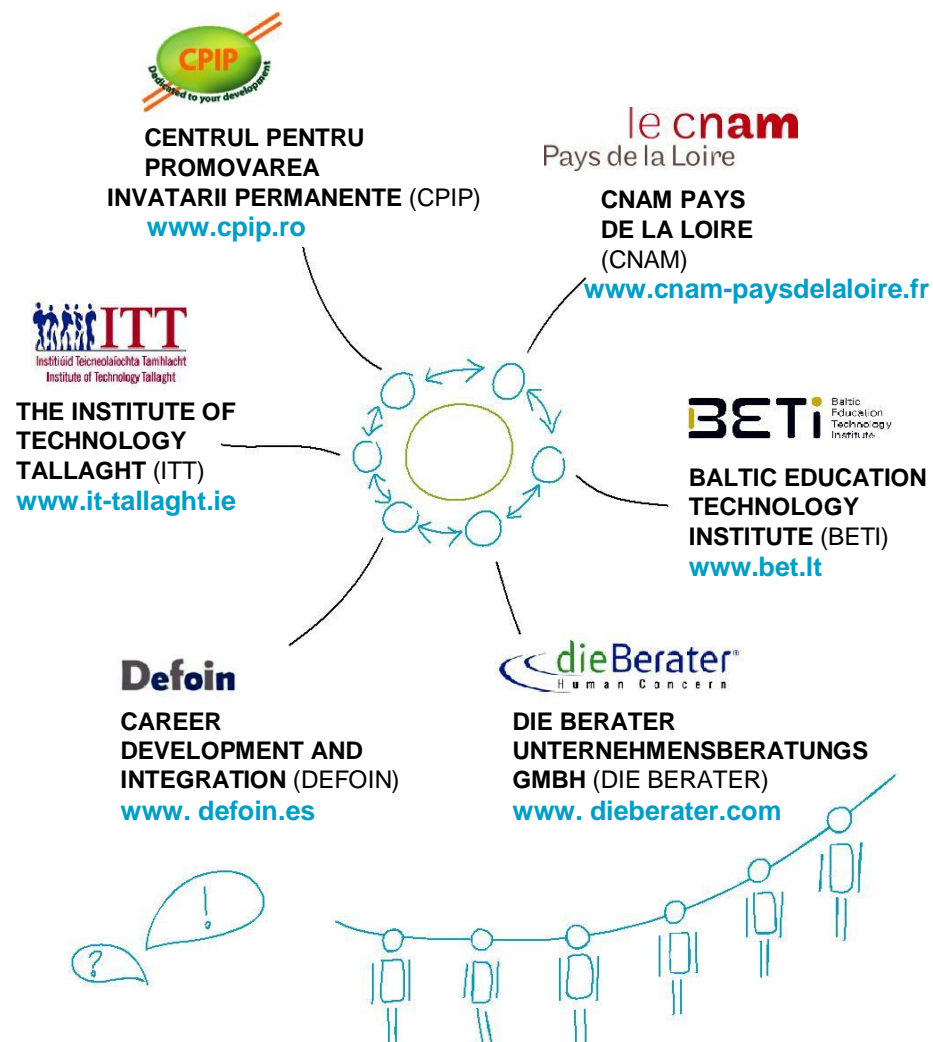 CPIP
Dedicated to your development
CENTRUL PENTRU
PROMOVAREA
INVATARII PERMANENTE (CPIP)
www.cpip.ro
le cnam
Pays de la Loire
CNAM PAYS
DE LA LOIRE
(CNAM)
www.cnam-paysdelaloire.fr
ITT
Institiúid Teicneolaíochta Tamhlacht
Institute of Technology Tallaght
THE INSTITUTE OF
TECHNOLOGY
TALLAGHT (ITT)
www.it-tallaght.ie
BETi
Baltic
Education
Technology
Institute
BALTIC EDUCATION
TECHNOLOGY
INSTITUTE (BETI)
www.bet.lt
Defoin
CAREER
DEVELOPMENT AND
INTEGRATION (DEFOIN)
www. defoin.es
dieBerater®
Human Concern
DIE BERATER
UNTERNEHMENSBERATUNGS
GMBH (DIE BERATER)
www. dieberater.com
!
?